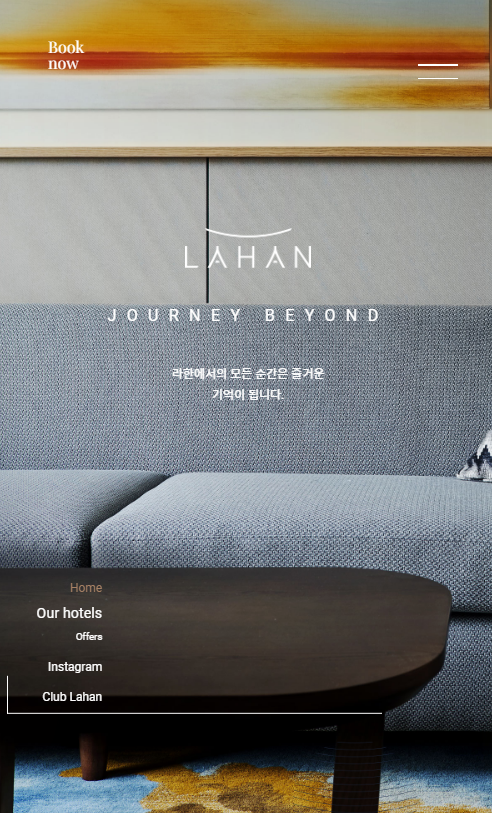 Book
now
LAHAN
JOURNEY BEYOND
라한에서의 모든 순간은 즐거운
기억이 됩니다.
Home
Our hotels
Offers
Instagram
Club Lahan